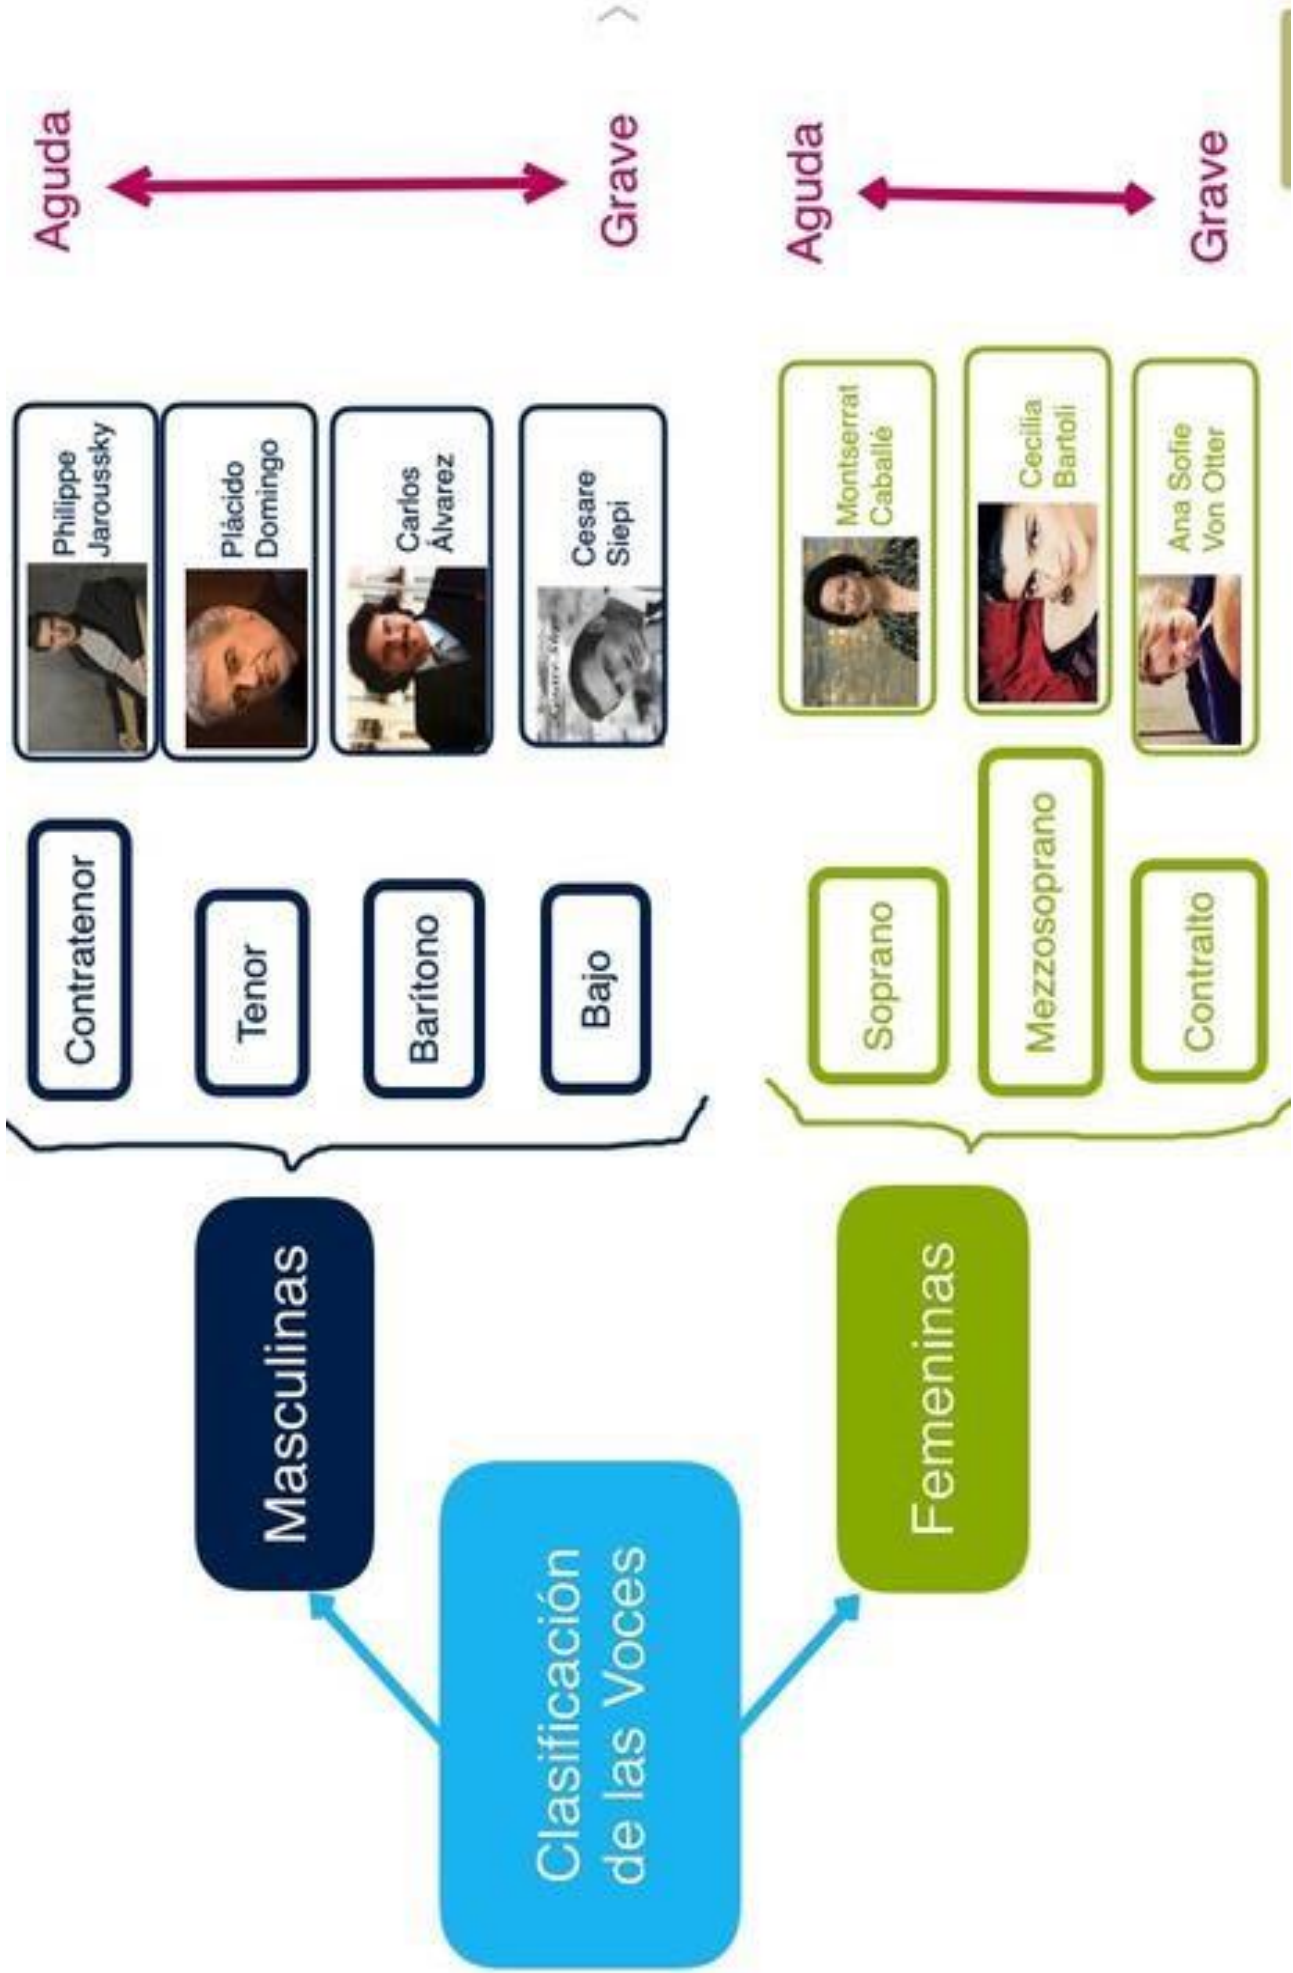 Clasificación
de las Voces
Masculinas
Contratenor
Philippe
Jaroussky
Tenor
Plácido
Domingo
Barítono
Carlos
Álvarez
Bajo
Cesare
Siepi
Aguda
Grave
Femeninas
Soprano
Montserrat
Caballé
Mezzosoprano
Cecilia
Bartoli
Contralto
Ana Sofie
Von Otter
Aguda
Grave